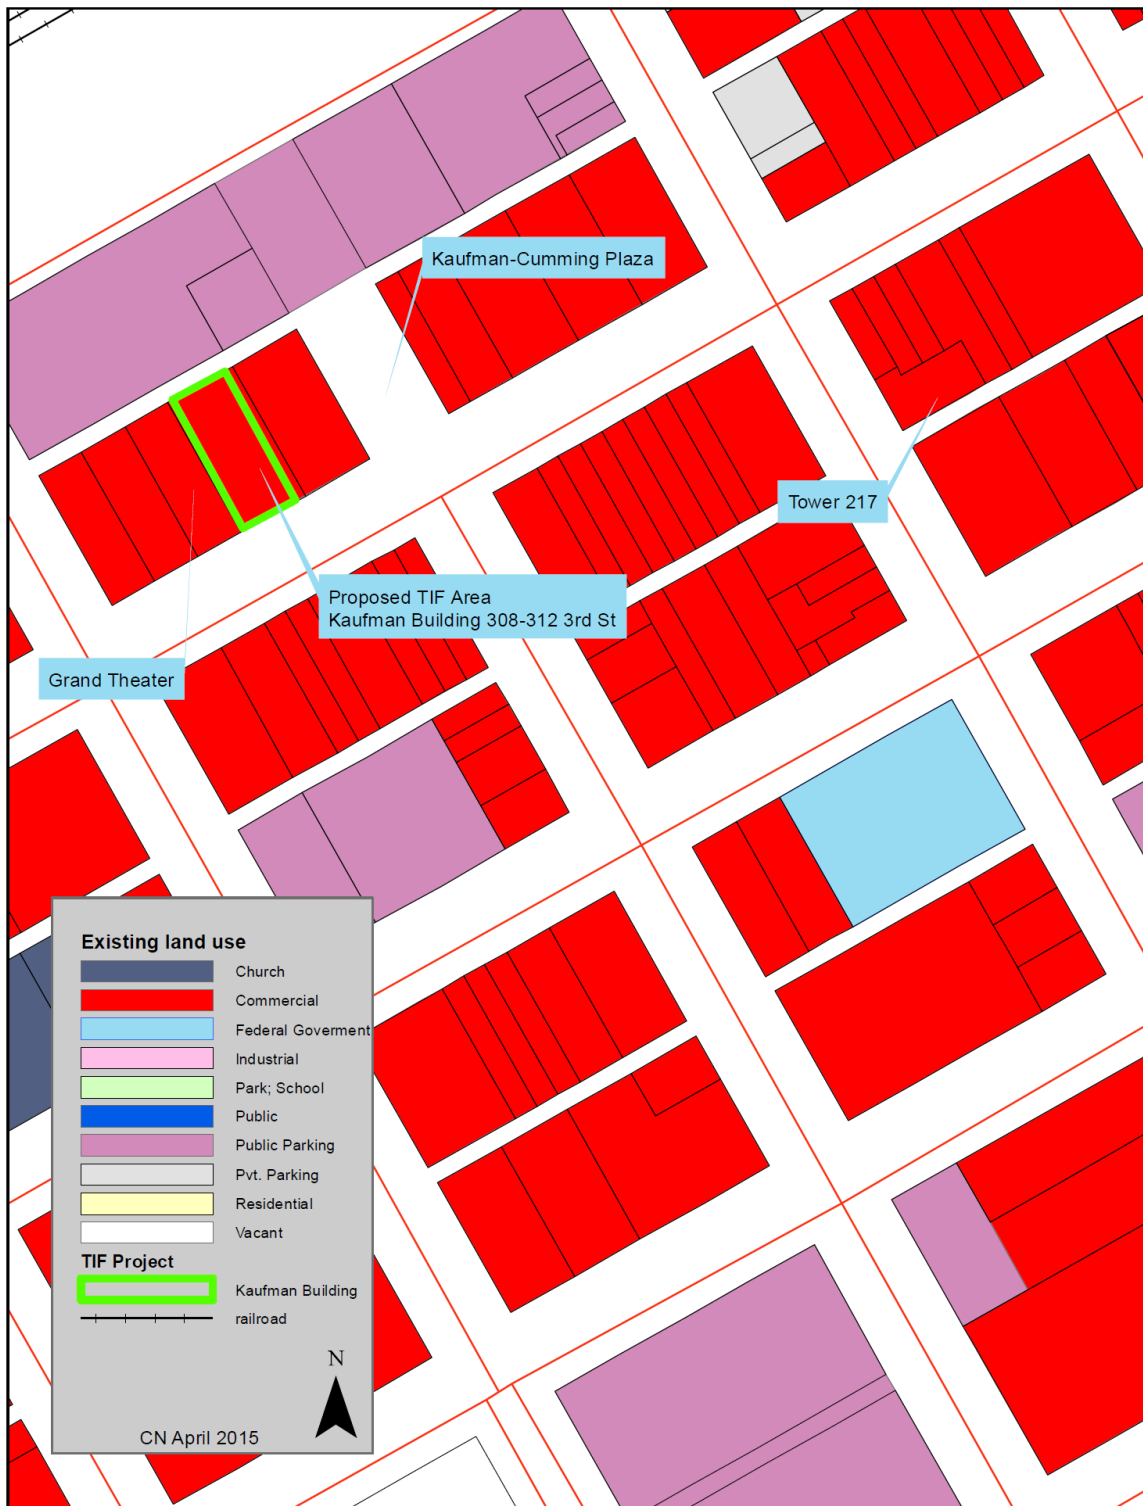 Kaufman-Cumming Plaza
Tower 217
Proposed TIF Area
Kaufman Building 308-312 3rd St
Grand Theater
Existing land use
Church
Commercial
Federal Goverment
Industrial
Park; School
Public
Public Parking
Pvt. Parking
Residential
Vacant
TIF Project
Kaufman Building
railroad
N
CN April 2015